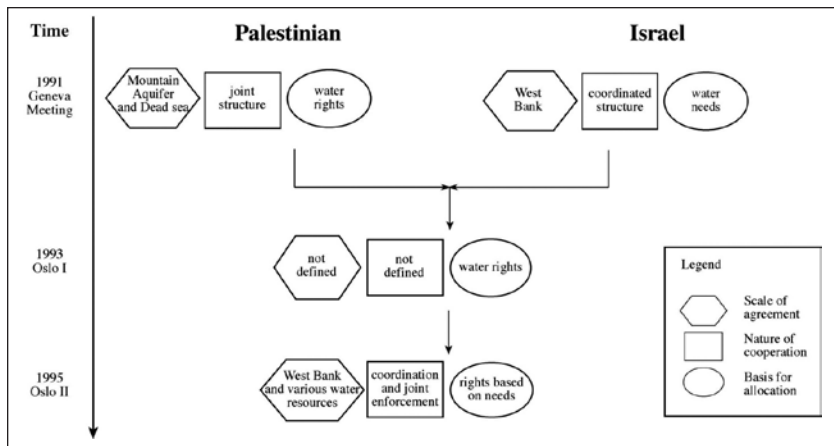 Time
Palestinian
Israel
1991
Geneva
Meeting
Mountain
Aquifer
and Dead sea
joint
structure
water
rights
West
Bank
coordinated
structure
water
needs
1993
Oslo I
not
defined
not
defined
water rights
Legend
Scale of
agreement
Nature of
cooperation
Basis for
allocation
1995
Oslo II
West Bank
and various water
resources
coordination
and joint
enforcement
rights based
on needs